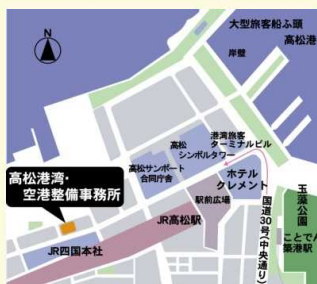 大型旅客船ふ頭
高松港
岸壁
N
港湾旅客
ターミナルビル
高松
シンボルタワー
高松サンポート
合同庁舎
ホテル
クレメント
高松港湾・
空港整備事務所
駅前広場
JR高松駅
国道30号(中央通り)
玉藻公園
ことでん
築港駅
JR四国本社